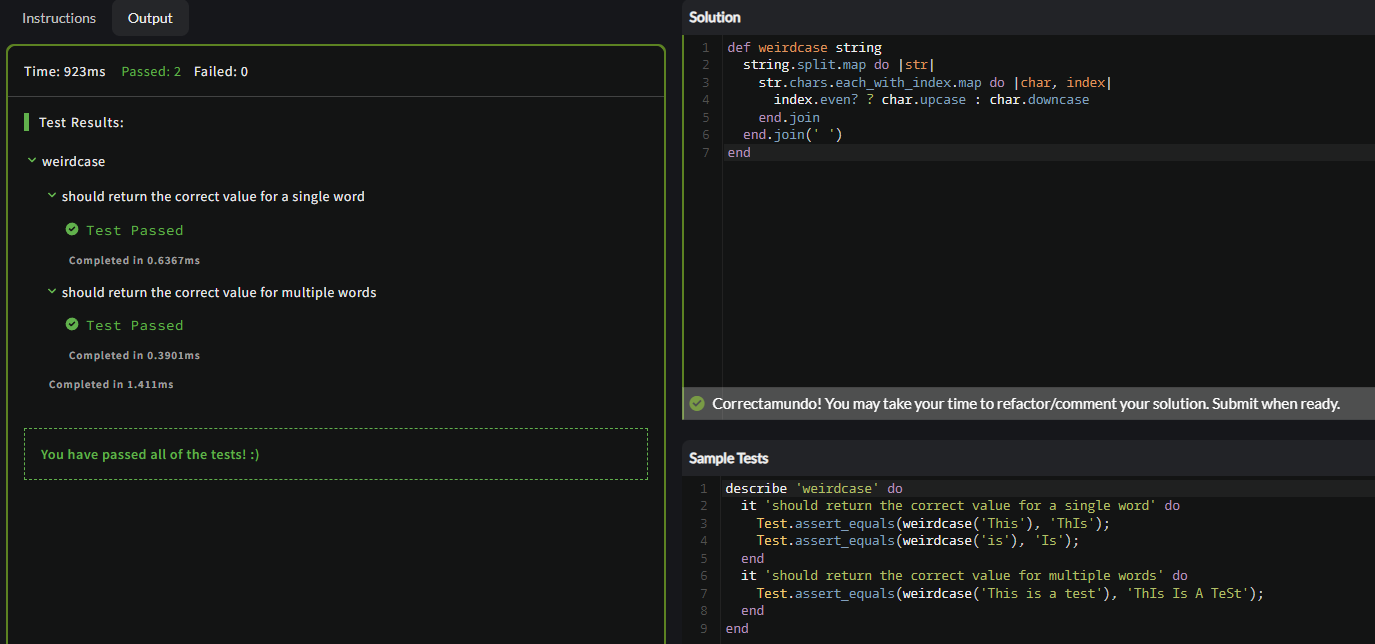 Instructions
Output
Time: 923ms Passed: 2 Failed: 0
Test Results:
weirdcase
should return the correct value for a single word
Test Passed
Completed in 0.6367ms
should return the correct value for multiple words
Test Passed
Completed in 0.3901ms
Completed in 1.411ms
You have passed all of the tests! :)
Solution
1 def weirdcase string
2   string.split.map do |str|
3     str.chars.each_with_index.map do |char, index|
4       index.even? ? char.upcase : char.downcase
5     end.join
6   end.join(' ')
7 end
Correctamundo! You may take your time to refactor/comment your solution. Submit when ready.
Sample Tests
1 describe 'weirdcase' do
2   it 'should return the correct value for a single word' do
3     Test.assert_equals(weirdcase('This'), 'ThIs');
4     Test.assert_equals(weirdcase('is'), 'Is');
5   end
6   it 'should return the correct value for multiple words' do
7     Test.assert_equals(weirdcase('This is a test'), 'ThIs Is A TeSt');
8   end
9 end